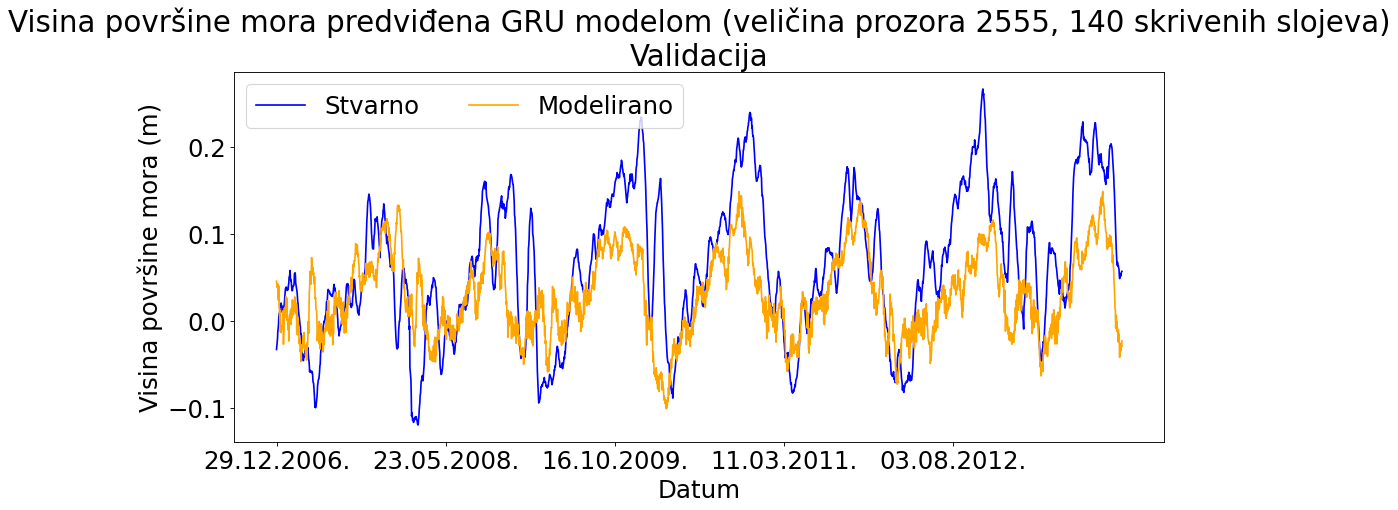 Visina površine mora predviđena GRU modelom (veličina prozora 2555, 140 skrivenih slojeva)
Validacija
Stvarno
Modelirano
Visina površine mora (m)
0.2
0.1
0.0
−0.1
29.12.2006.
23.05.2008.
16.10.2009.
11.03.2011.
03.08.2012.
Datum